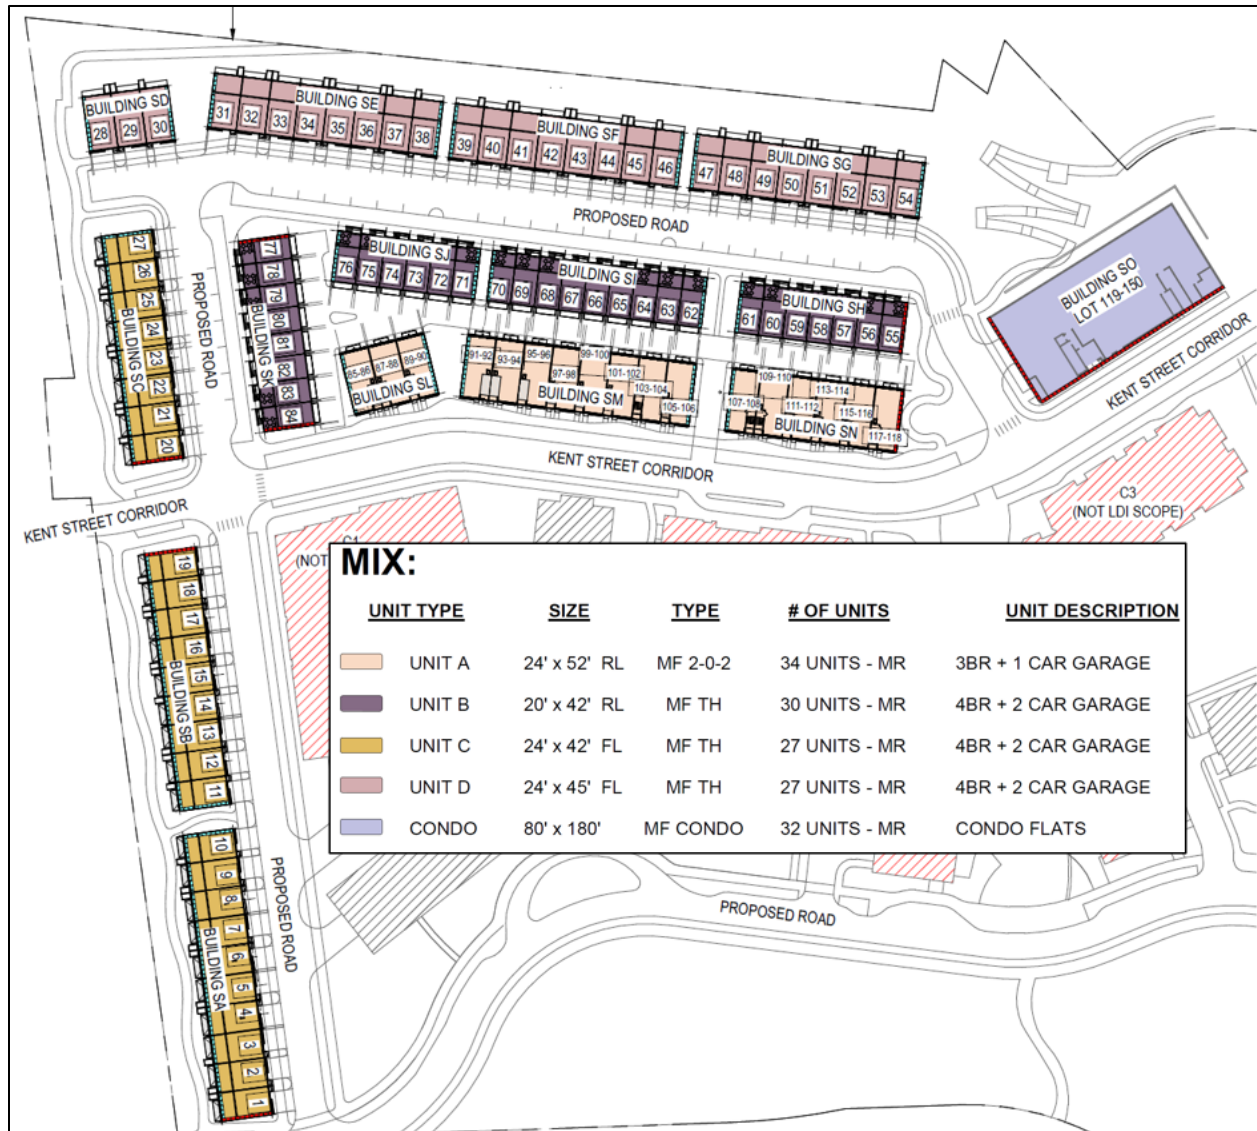 BUILDING SD
28 29 30
BUILDING SE
31 32 33 34 35 36 37 38
BUILDING SF
39 40 41 42 43 44 45 46
BUILDING SG
47 48 49 50 51 52 53 54
PROPOSED ROAD
27
26
25
24
23
22
21
20
BUILDING SC
PROPOSED ROAD
77
78
79
80
81
82
83
84
BUILDING SK
BUILDING SJ
76 75 74 73 72 71
BUILDING SI
70 69 68 67 66 65 64 63 62
BUILDING SH
61 60 59 58 57 56 55
BUILDING SO
LOT 119-150
85-86 87-88 89-90
BUILDING SL
91-92 93-94 95-96 99-100
97-98 101-102
103-104
105-106
BUILDING SM
109-110
113-114
107-108
111-112 115-116
117-118
BUILDING SN
KENT STREET CORRIDOR
KENT STREET CORRIDOR
KENT STREET CORRIDOR
C3
(NOT LDI SCOPE)
C1
(NOT
19
18
17
16
15
14
13
12
11
BUILDING SB
10
9
8
7
6
5
4
3
2
1
BUILDING SA
PROPOSED ROAD
MIX:
UNIT TYPE SIZE TYPE # OF UNITS UNIT DESCRIPTION
UNIT A 24' x 52' RL MF 2-0-2 34 UNITS - MR 3BR + 1 CAR GARAGE
UNIT B 20' x 42' RL MF TH 30 UNITS - MR 4BR + 2 CAR GARAGE
UNIT C 24' x 42' FL MF TH 27 UNITS - MR 4BR + 2 CAR GARAGE
UNIT D 24' x 45' FL MF TH 27 UNITS - MR 4BR + 2 CAR GARAGE
CONDO 80' x 180' MF CONDO 32 UNITS - MR CONDO FLATS
PROPOSED ROAD